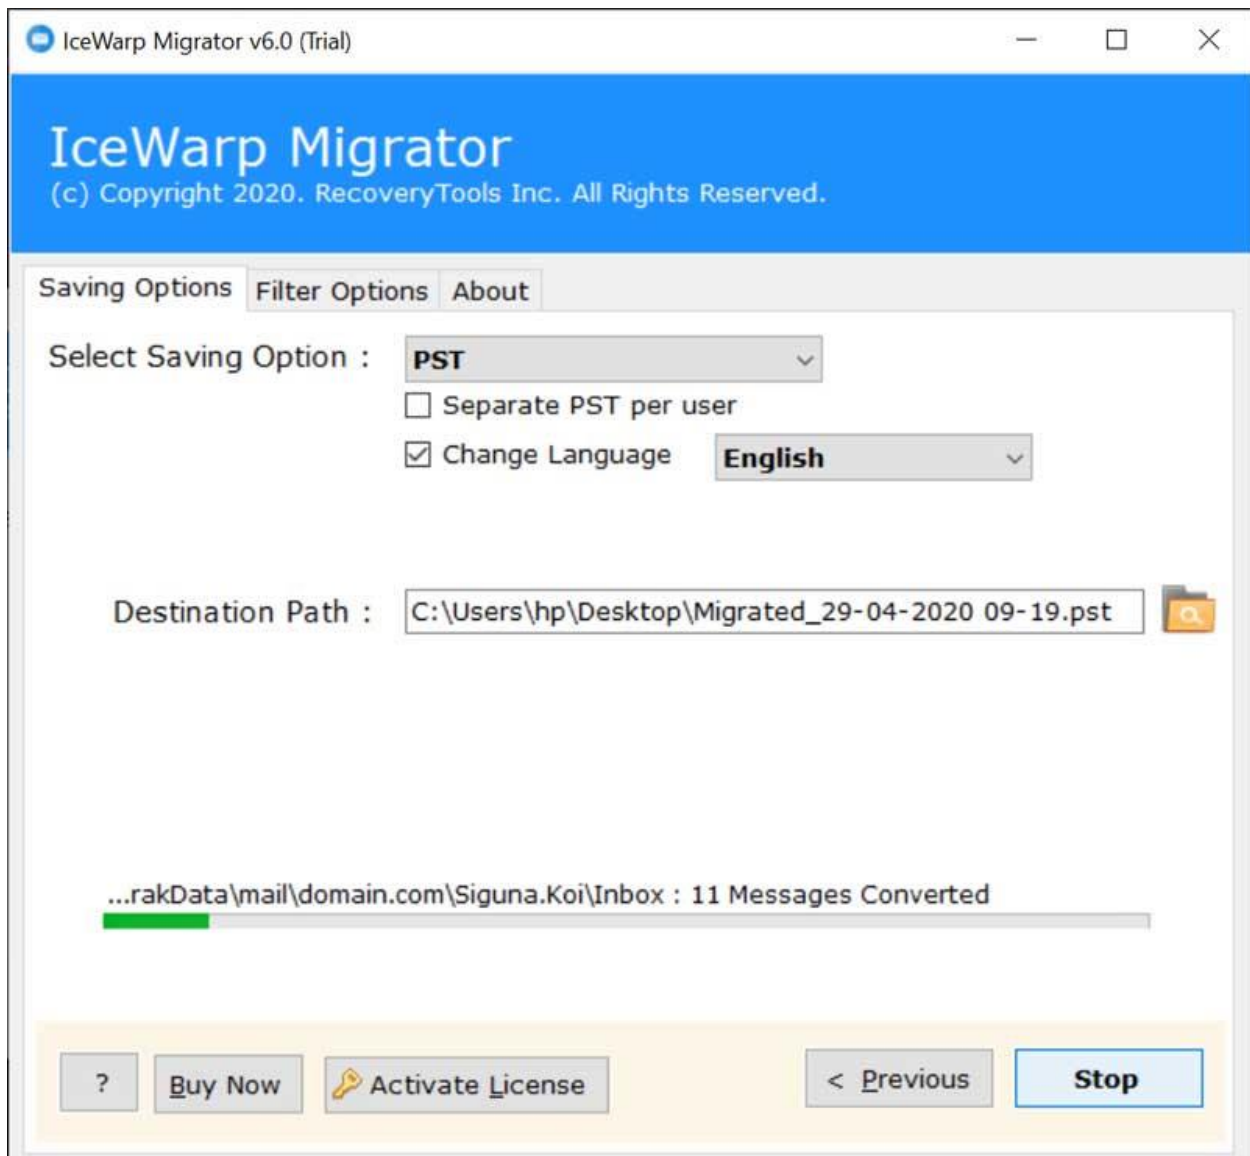 IceWarp Migrator v6.0 (Trial)
IceWarp Migrator
(c) Copyright 2020. RecoveryTools Inc. All Rights Reserved.
Saving Options Filter Options About
Select Saving Option : PST
Separate PST per user
Change Language English
Destination Path : C:\Users\hp\Desktop\Migrated_29-04-2020 09-19.pst
...rakData\mail\domain.com\Siguna.Koi\Inbox : 11 Messages Converted
? Buy Now Activate License < Previous Stop